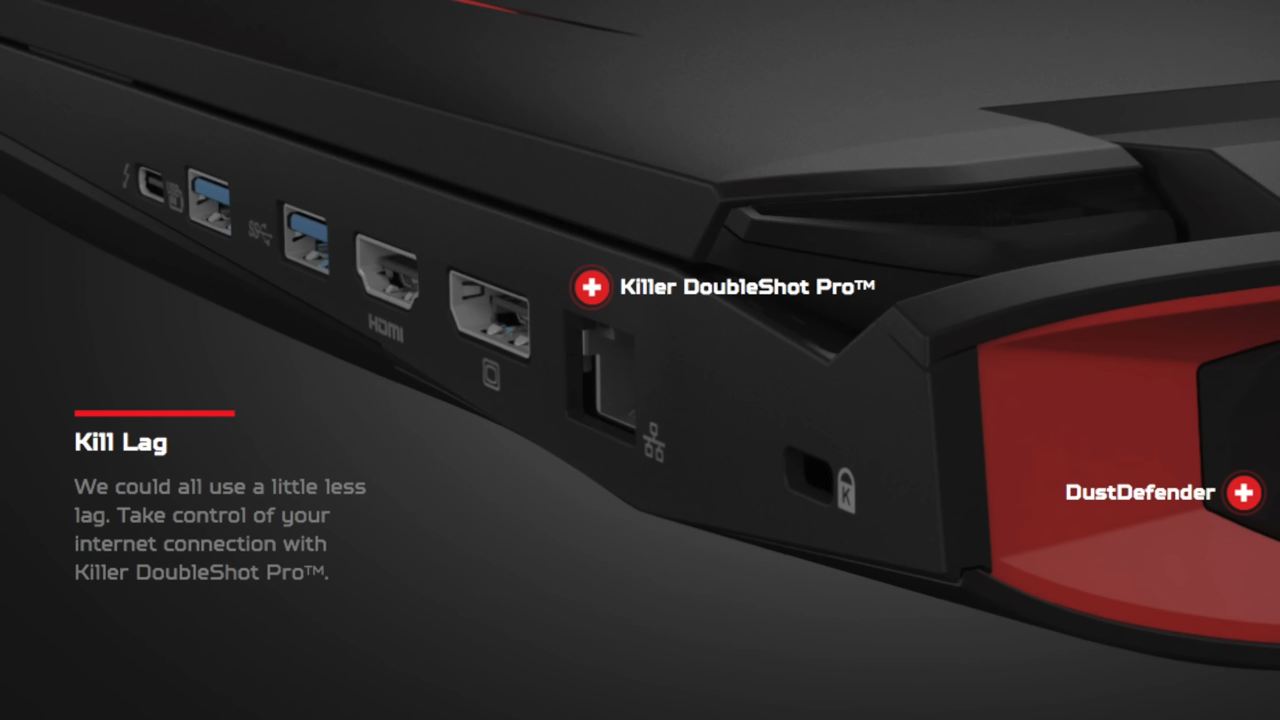 HDMI
Killer DoubleShot Pro™
K
Kill Lag
We could all use a little less
lag. Take control of your
internet connection with
Killer DoubleShot Pro™.
DustDefender